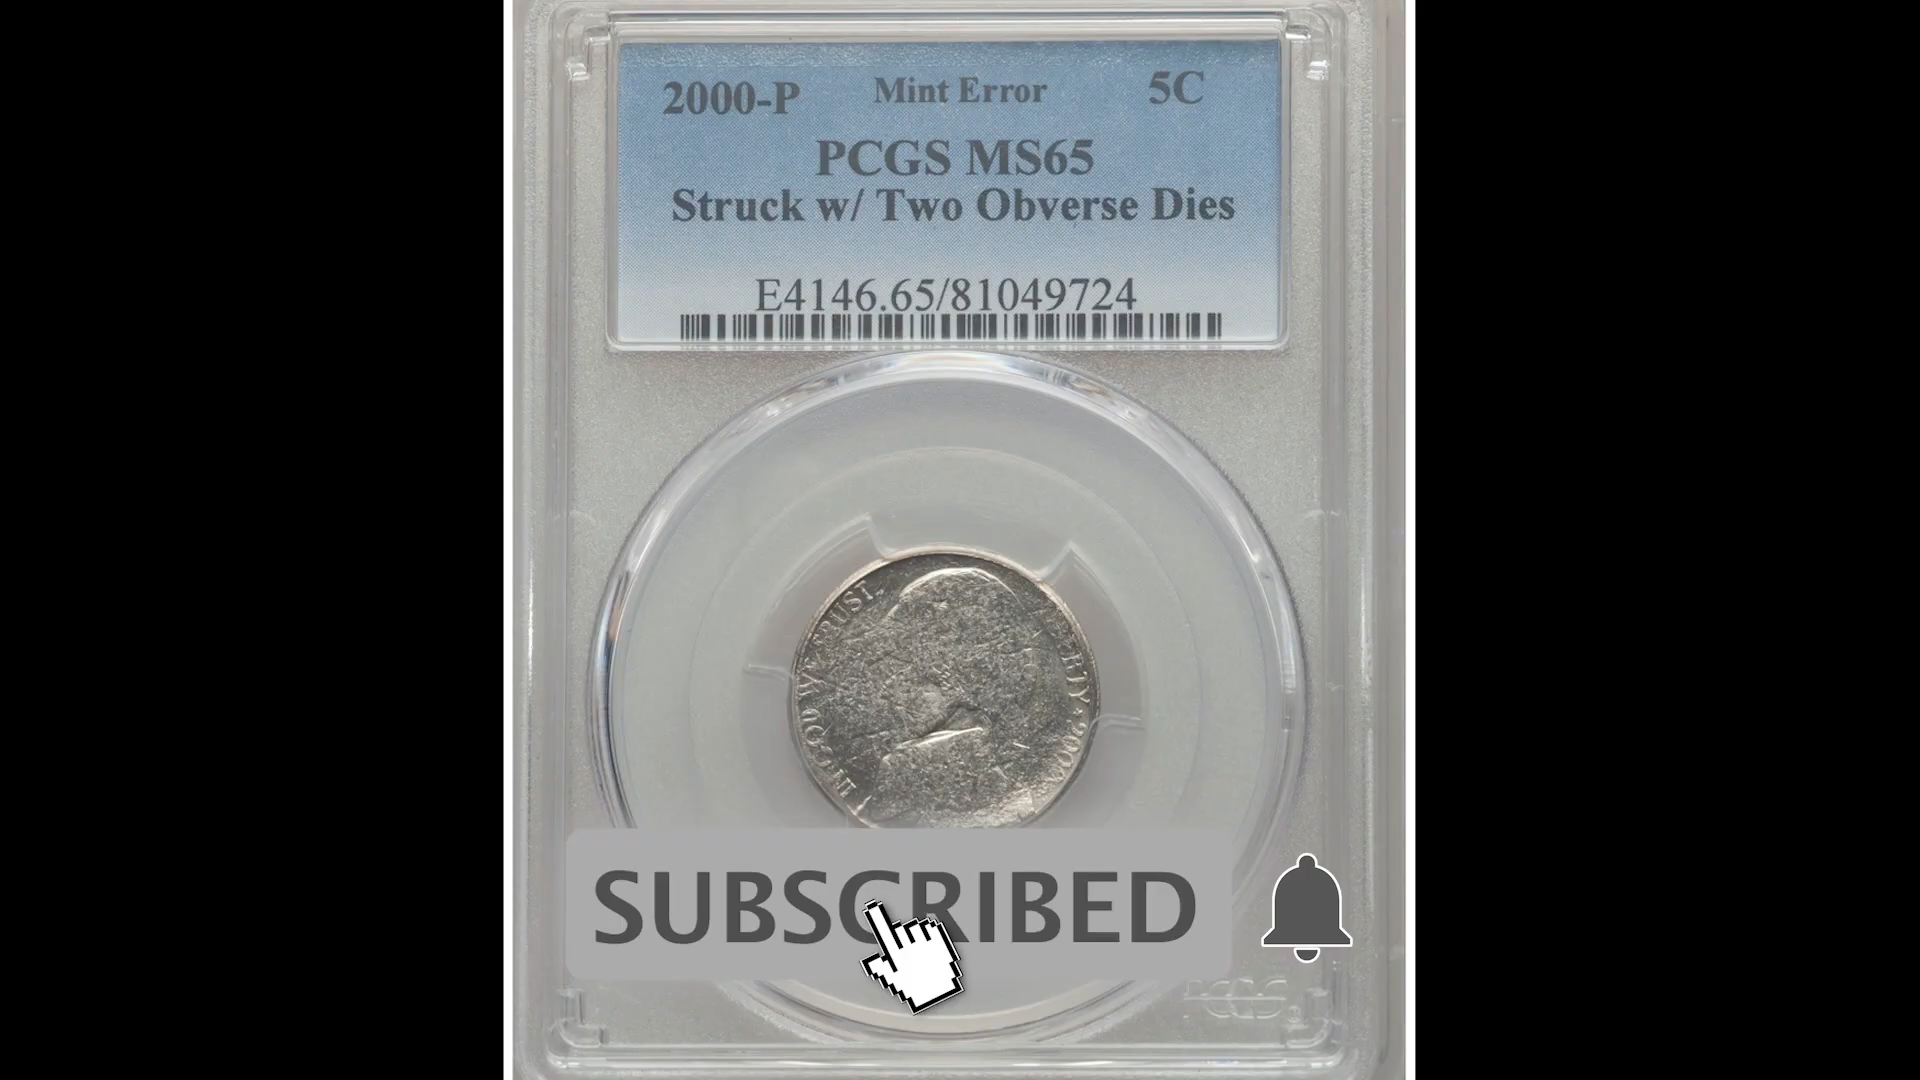 2000-P Mint Error 5C
PCGS MS65
Struck w/ Two Obverse Dies
E4146.65/81049724
IN GOD WE TRUST
LIBERTY * 2000
SUBSCRIBED
PCGS